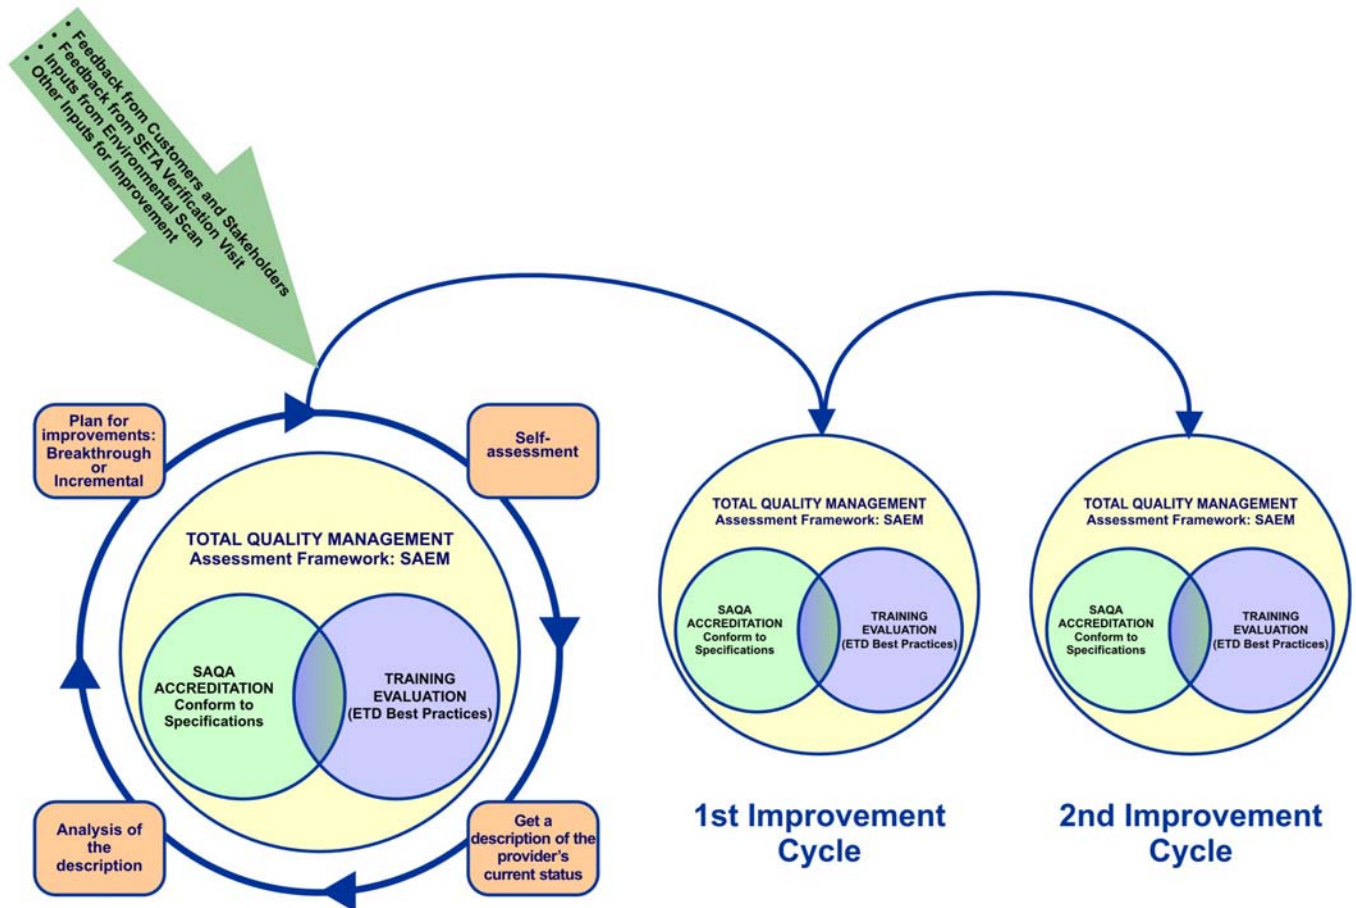 • Feedback from Customers and Stakeholders
• Feedback from SETA Verification Visit
• Inputs from Environmental Scan
• Other Inputs for Improvement
Plan for
improvements:
Breakthrough
or
Incremental
Self-
assessment
TOTAL QUALITY MANAGEMENT
Assessment Framework: SAEM
SAQA
ACCREDITATION
Conform to
Specifications
TRAINING
EVALUATION
(ETD Best Practices)
Analysis of
the
description
Get a
description of the
provider's
current status
TOTAL QUALITY MANAGEMENT
Assessment Framework: SAEM
SAQA
ACCREDITATION
Conform to
Specifications
TRAINING
EVALUATION
(ETD Best Practices)
1st Improvement
Cycle
TOTAL QUALITY MANAGEMENT
Assessment Framework: SAEM
SAQA
ACCREDITATION
Conform to
Specifications
TRAINING
EVALUATION
(ETD Best Practices)
2nd Improvement
Cycle